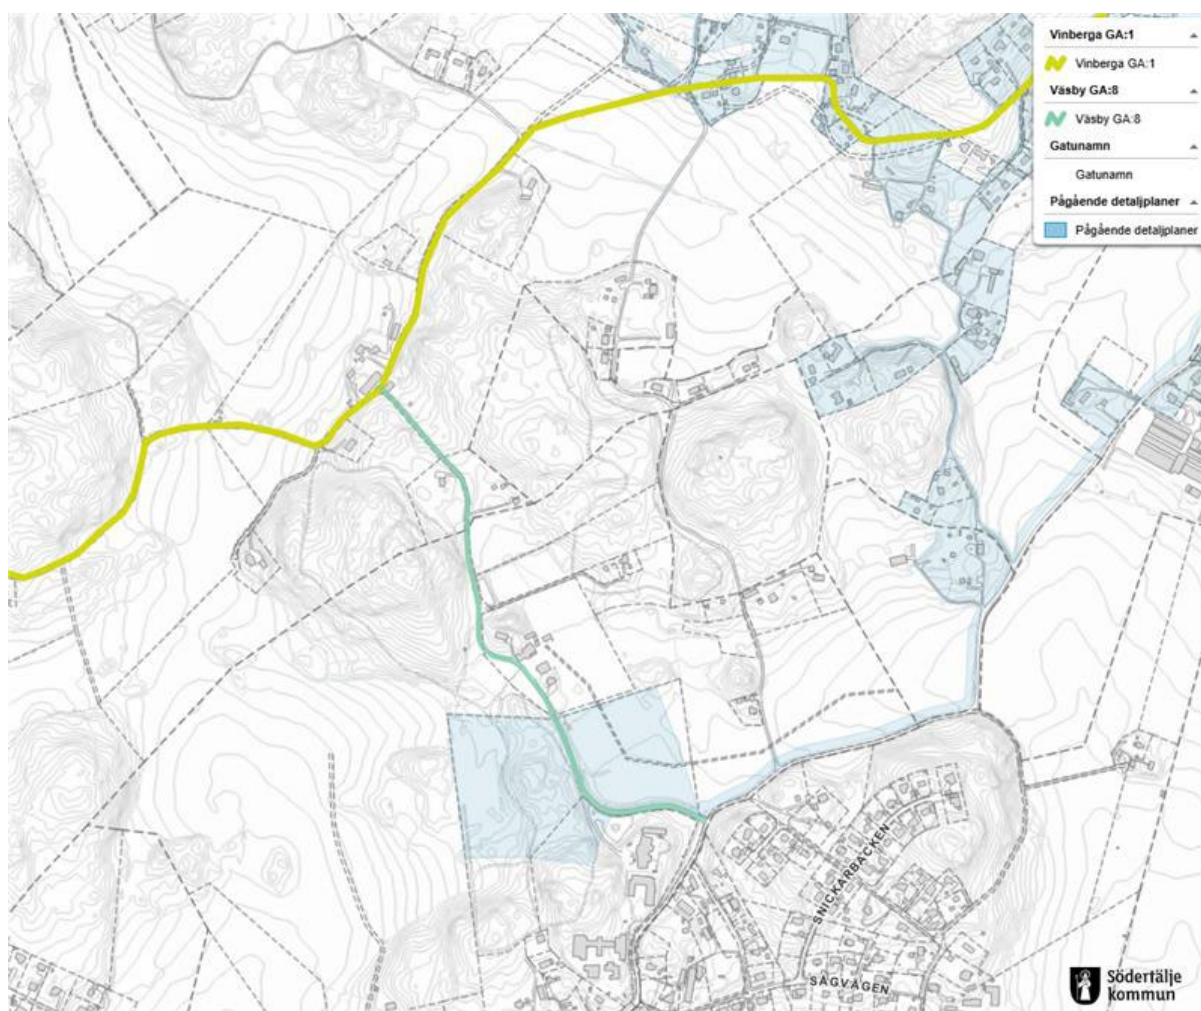 Vinberga GA:1
Vinberga GA:1
Väsby GA:8
Väsby GA:8
Gatunamn
Gatunamn
Pågående detaljplaner
Pågående detaljplaner
SNICKARBACKEN
SÅGVÄGEN
Södertälje
kommun